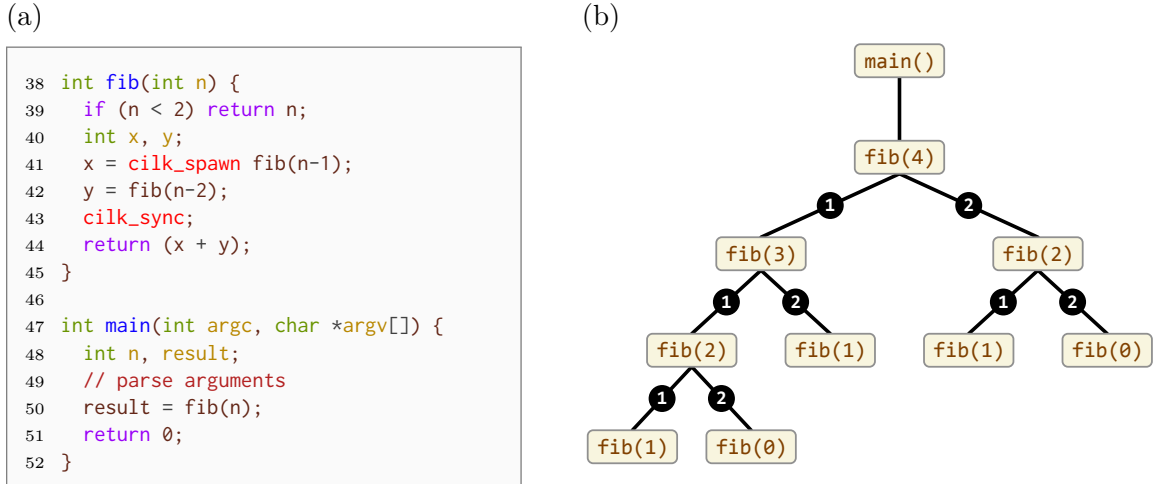 (a)
38 int fib(int n) {
39 if (n < 2) return n;
40 int x, y;
41 x = cilk_spawn fib(n-1);
42 y = fib(n-2);
43 cilk_sync;
44 return (x + y);
45 }
46
47 int main(int argc, char *argv[]) {
48 int n, result;
49 // parse arguments
50 result = fib(n);
51 return 0;
52 }
(b)
main()
fib(4)
1 2
fib(3) fib(2)
1 2 1 2
fib(2) fib(1) fib(1) fib(0)
1 2
fib(1) fib(0)